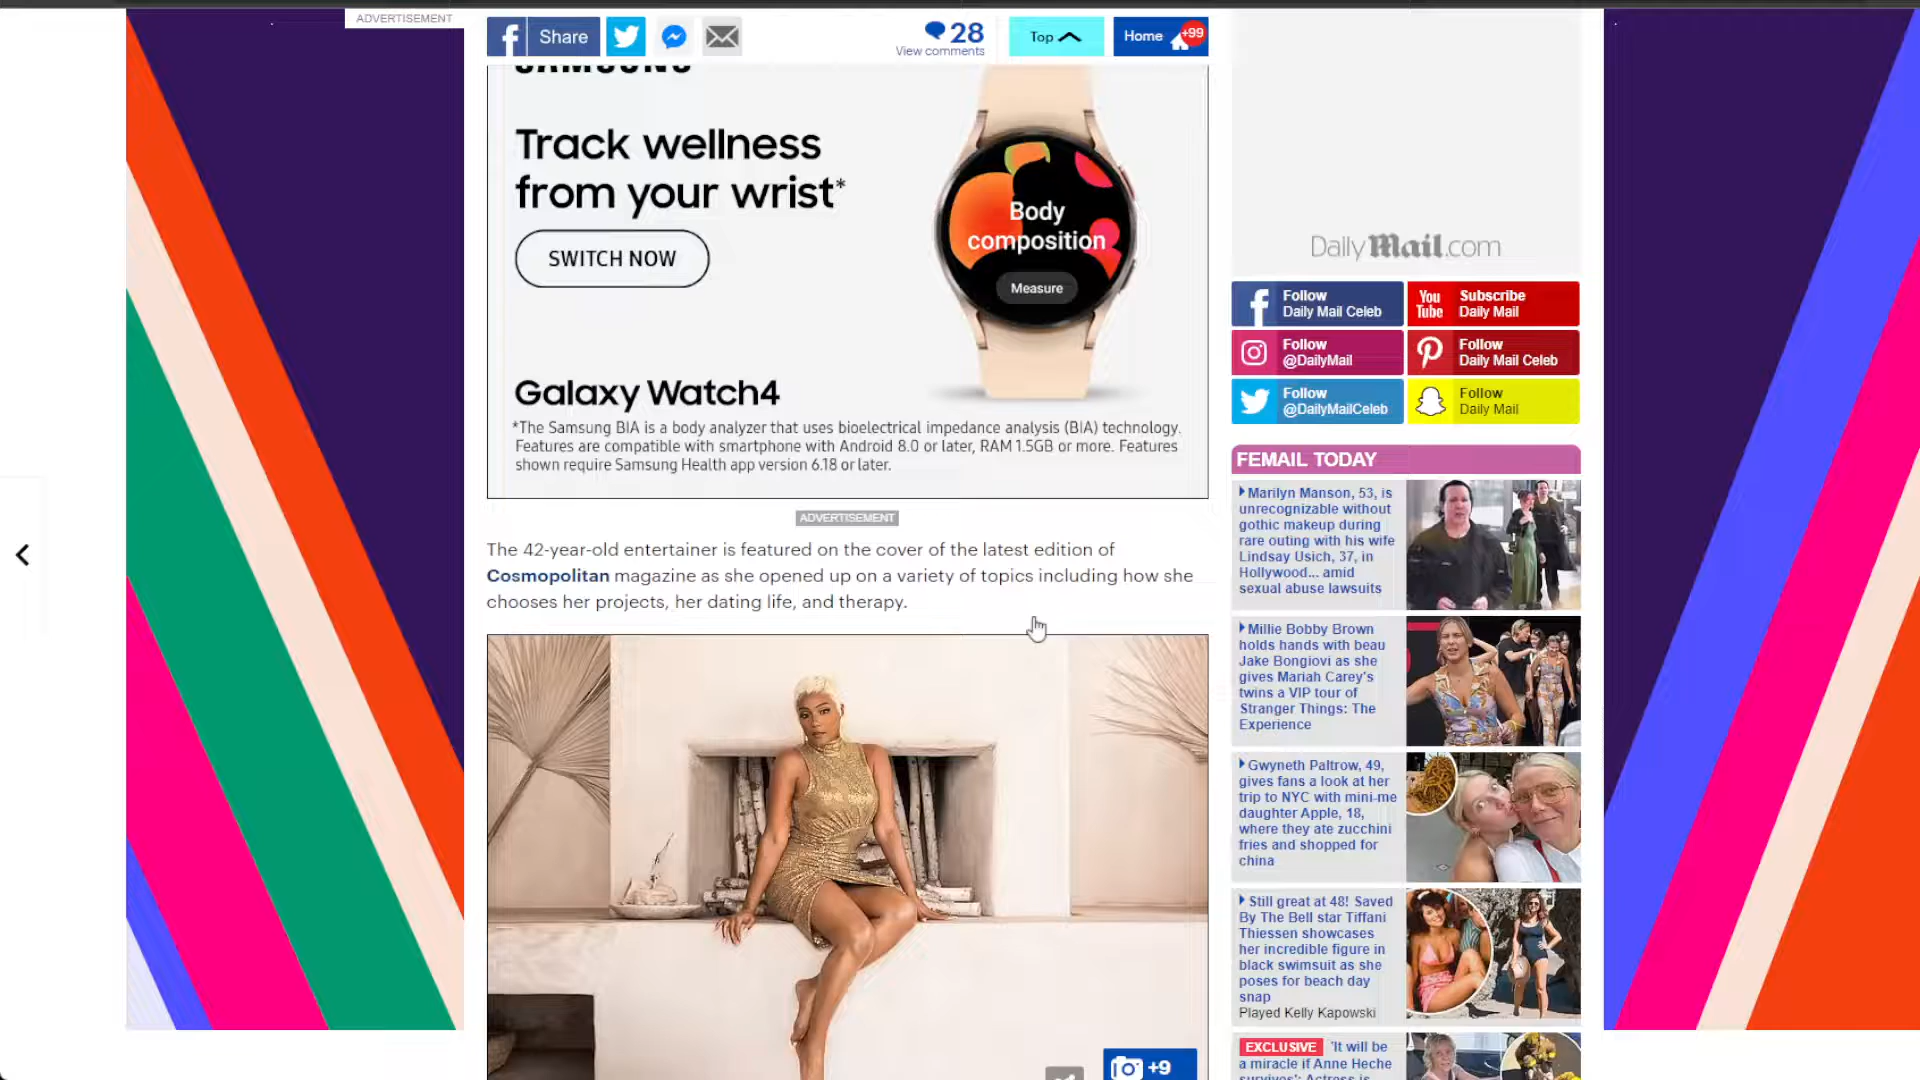 ADVERTISEMENT
Share
28
View comments
Top
Home
+99
SAMSUNG
Track wellness
from your wrist*
SWITCH NOW
Body
composition
Measure
Galaxy Watch4
*The Samsung BIA is a body analyzer that uses bioelectrical impedance analysis (BIA) technology.
Features are compatible with smartphone with Android 8.0 or later, RAM 1.5GB or more. Features
shown require Samsung Health app version 6.18 or later.
ADVERTISEMENT
The 42-year-old entertainer is featured on the cover of the latest edition of
Cosmopolitan magazine as she opened up on a variety of topics including how she
chooses her projects, her dating life, and therapy.
+9
DailyMail.com
Follow
Daily Mail Celeb
You
Tube
Subscribe
Daily Mail
Follow
@DailyMail
Follow
Daily Mail Celeb
Follow
@DailyMailCeleb
Follow
Daily Mail
FEMAIL TODAY
Marilyn Manson, 53, is
unrecognizable without
gothic makeup during
rare outing with his wife
Lindsay Usich, 37, in
Hollywood... amid
sexual abuse lawsuits
Millie Bobby Brown
holds hands with beau
Jake Bongiovi as she
gives Mariah Carey's
twins a VIP tour of
Stranger Things: The
Experience
Gwyneth Paltrow, 49,
gives fans a look at her
trip to NYC with mini-me
daughter Apple, 18,
where they ate zucchini
fries and shopped for
china
Still great at 48! Saved
By The Bell star Tiffani
Thiessen showcases
her incredible figure in
black swimsuit as she
poses for beach day
snap
Played Kelly Kapowski
EXCLUSIVE 'It will be
a miracle if Anne Heche
survives': Actress is